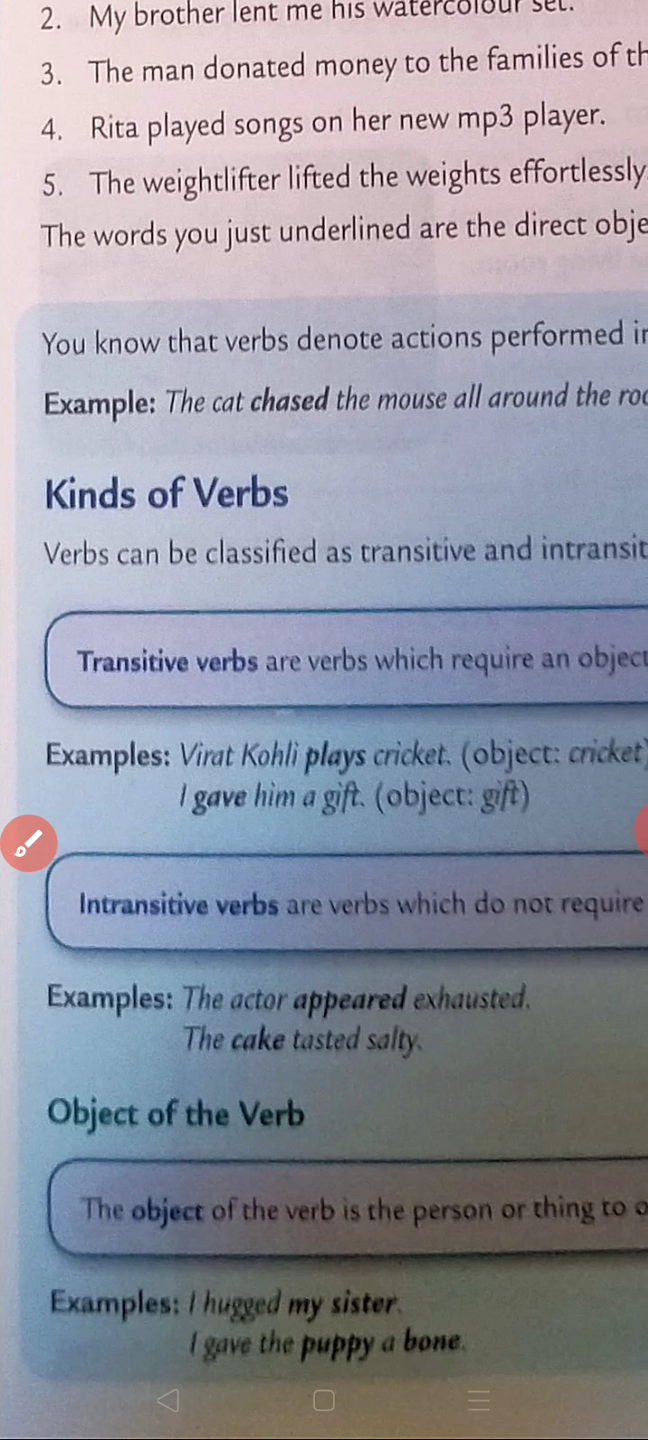 2. My brother lent me his watercolour set.
3. The man donated money to the families of th
4. Rita played songs on her new mp3 player.
5. The weightlifter lifted the weights effortlessly
The words you just underlined are the direct obje
You know that verbs denote actions performed in
Example: The cat chased the mouse all around the roo
Kinds of Verbs
Verbs can be classified as transitive and intransit
Transitive verbs are verbs which require an object
Examples: Virat Kohli plays cricket. (object: cricket)
I gave him a gift. (object: gift)
Intransitive verbs are verbs which do not require
Examples: The actor appeared exhausted.
The cake tasted salty.
Object of the Verb
The object of the verb is the person or thing to o
Examples: I hugged my sister.
I gave the puppy a bone.